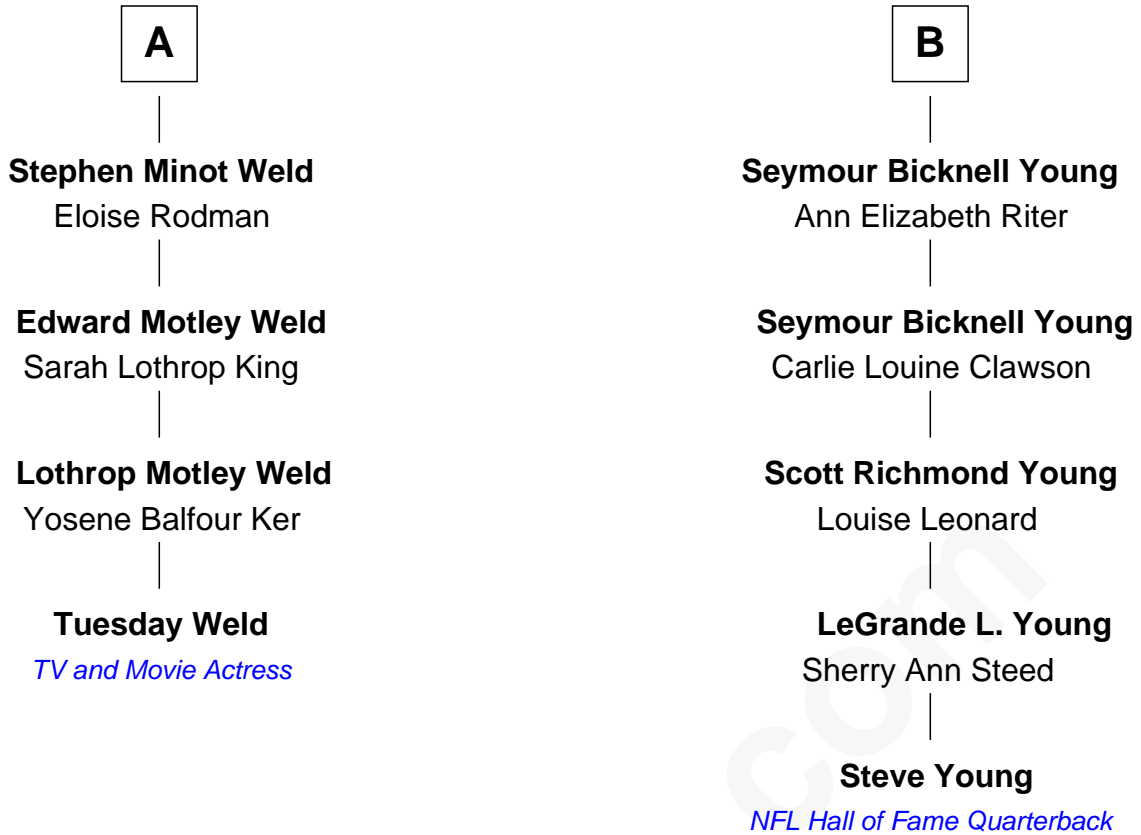 A
Stephen Minot Weld
Eloise Rodman
Edward Motley Weld
Sarah Lothrop King
Lothrop Motley Weld
Yosene Balfour Ker
Tuesday Weld
TV and Movie Actress
B
Seymour Bicknell Young
Ann Elizabeth Riter
Seymour Bicknell Young
Carlie Louine Clawson
Scott Richmond Young
Louise Leonard
LeGrande L. Young
Sherry Ann Steed
Steve Young
NFL Hall of Fame Quarterback
com